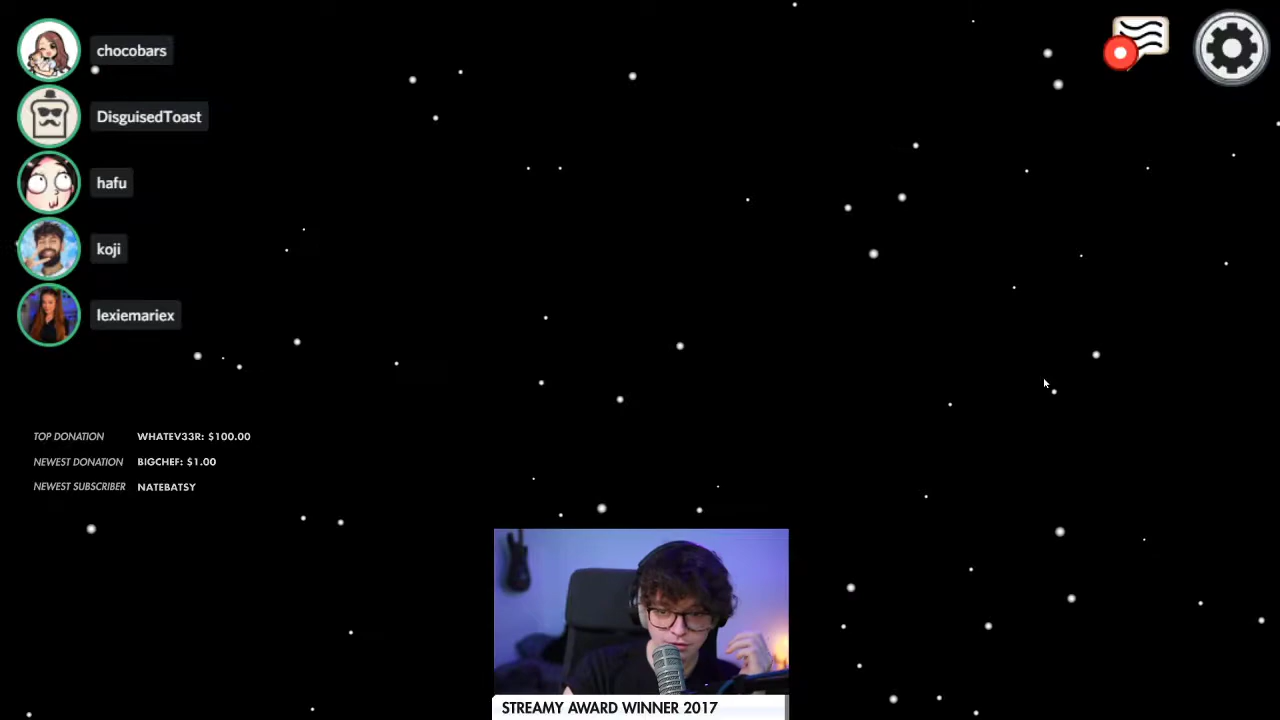 chocobars
DisguisedToast
hafu
koji
lexiemariex
TOP DONATION WHATEV33R: $100.00
NEWEST DONATION BIGCHEF: $1.00
NEWEST SUBSCRIBER NATEBATSY
STREAMY AWARD WINNER 2017